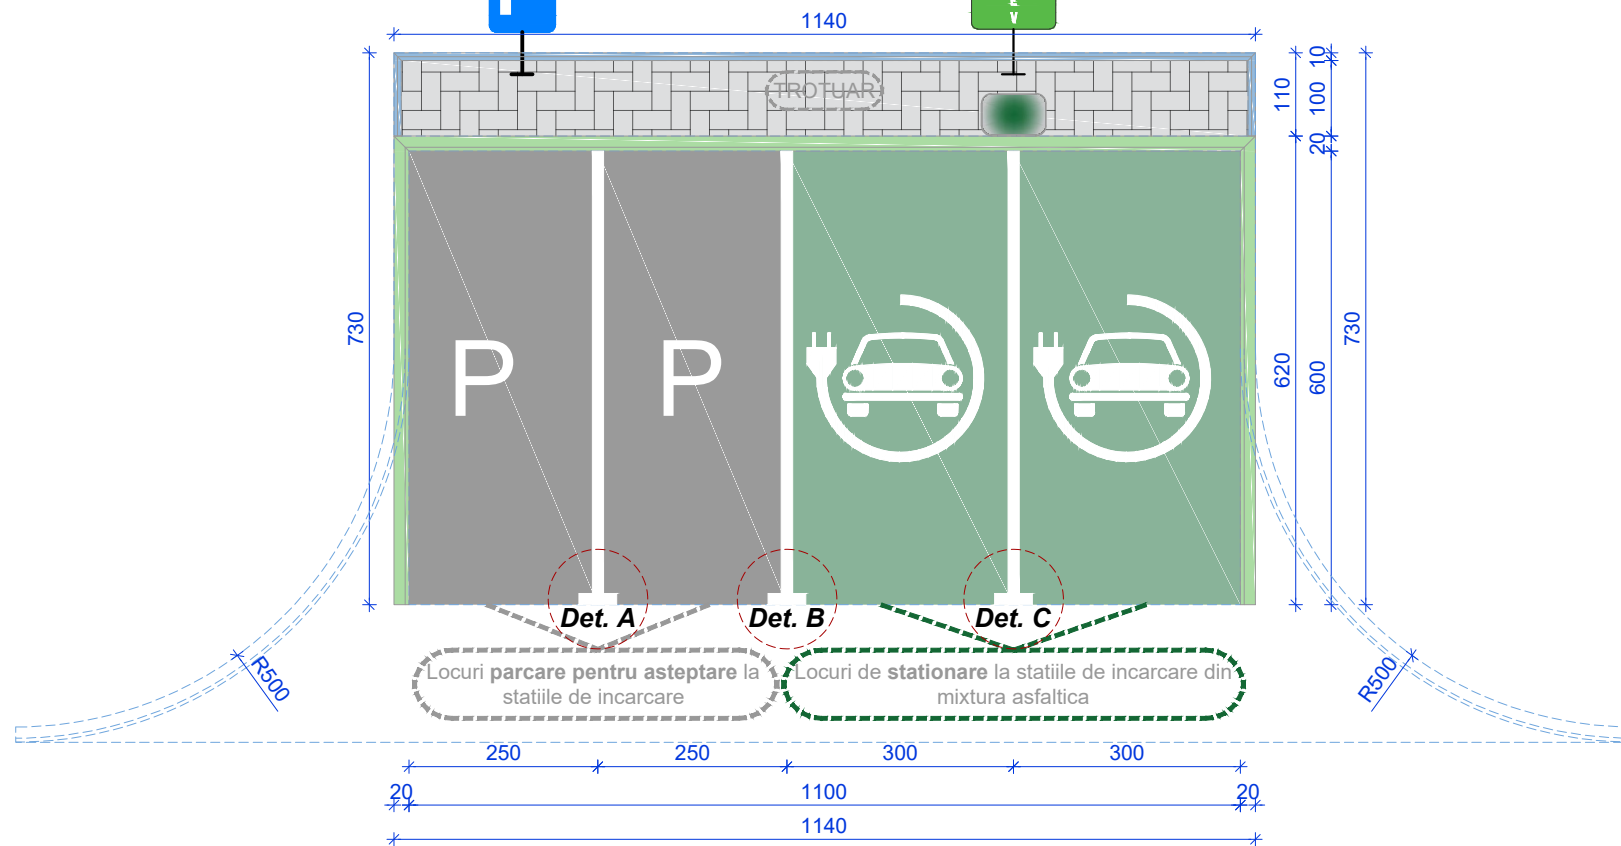 E
V
1140
TROTUAR
10
110
100
20
730
730
620
600
P
P
Det. A
Det. B
Det. C
R500
R500
Locuri parcare pentru asteptare la
statiile de incarcare
Locuri de stationare la statiile de incarcare din
mixtura asfaltica
250
250
300
300
20
1100
20
1140